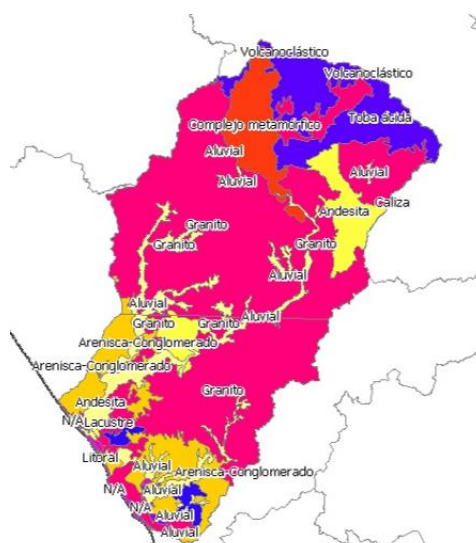 Volcanoclástico
Volcanoclástico
Toba ácida
Complejo metamórfico
Aluvial
Aluvial
Aluvial
Caliza
Andesita
Granito
Granito
Granito
Aluvial
Aluvial
Granito
Granito
Aluvial
Arenisca-Conglomerado
Arenisca-Conglomerado
Granito
Andesita
N/A
Lacustre
Litoral
Aluvial
Arenisca-Conglomerado
N/A
Aluvial
N/A
Aluvial
Aluvial